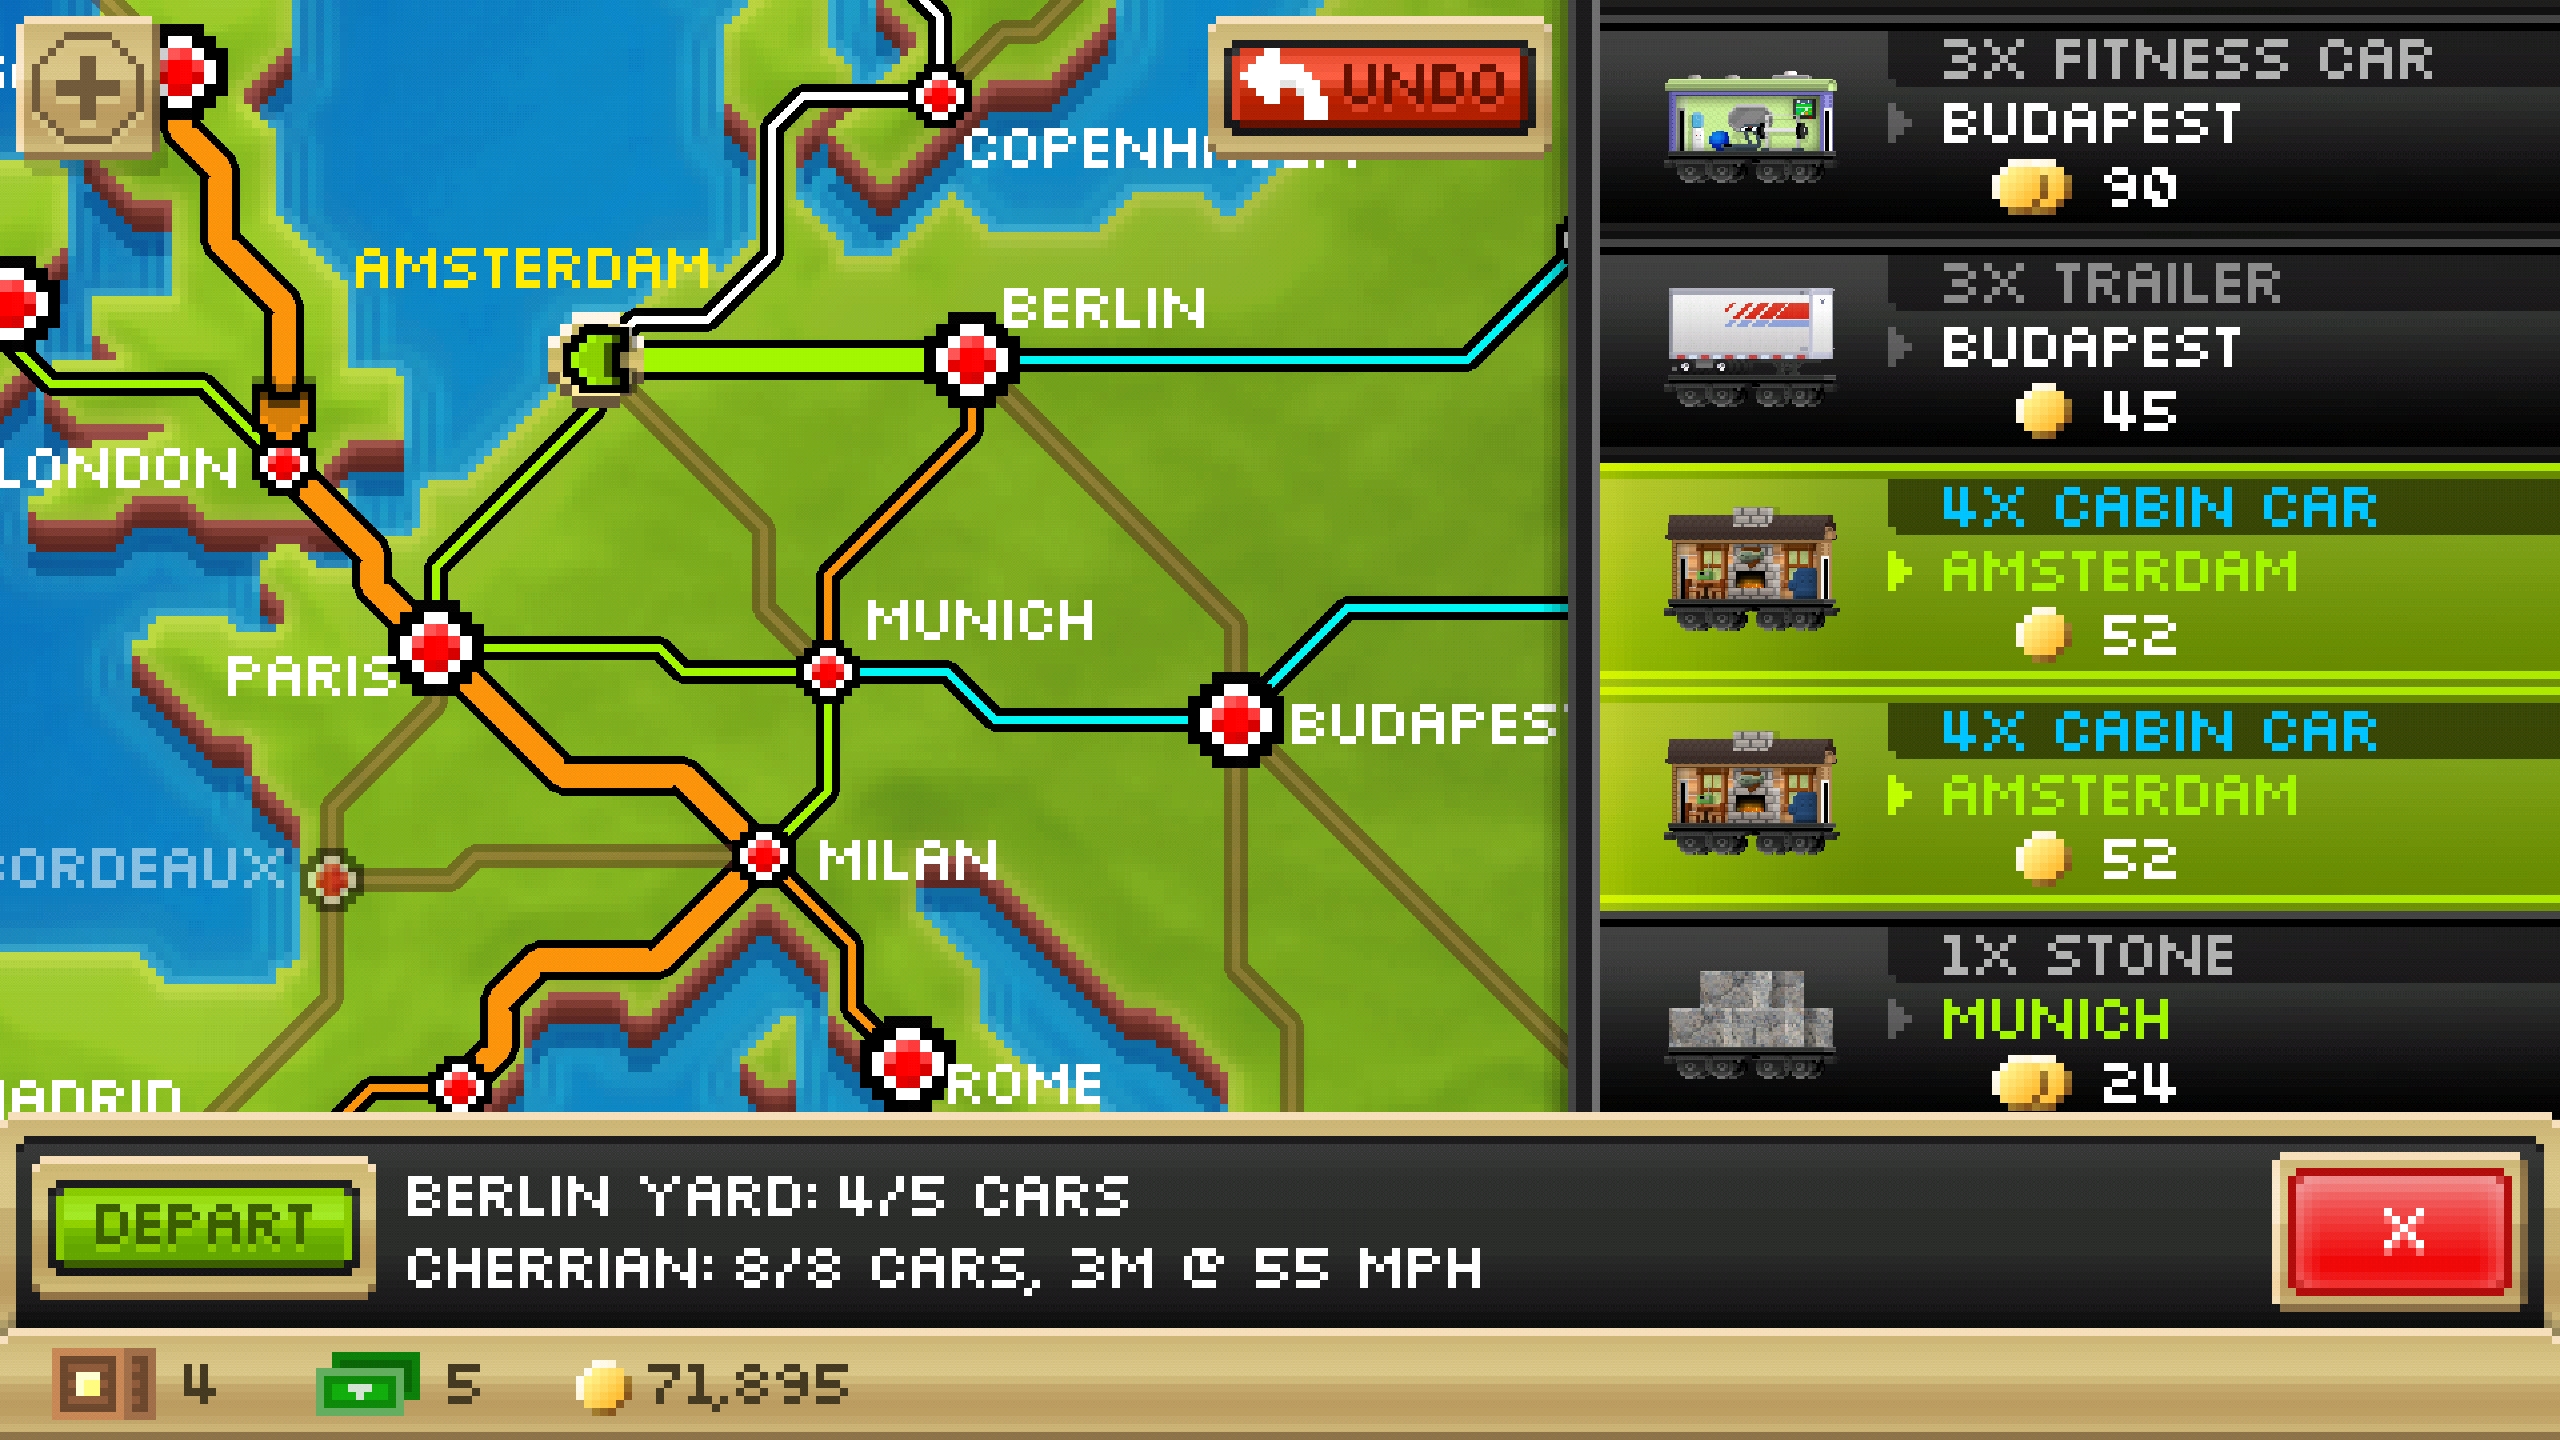 UNDO
COPENH
AMSTERDAM
BERLIN
LONDON
MUNICH
PARIS
BUDAPES
ORDEAUX
MILAN
ADRID
ROME
3X FITNESS CAR
BUDAPEST
90
3X TRAILER
BUDAPEST
45
4X CABIN CAR
AMSTERDAM
52
4X CABIN CAR
AMSTERDAM
52
1X STONE
MUNICH
24
DEPART
BERLIN YARD: 4/5 CARS
CHERRIAN: 8/8 CARS, 3M @ 55 MPH
X
4
5
71,895